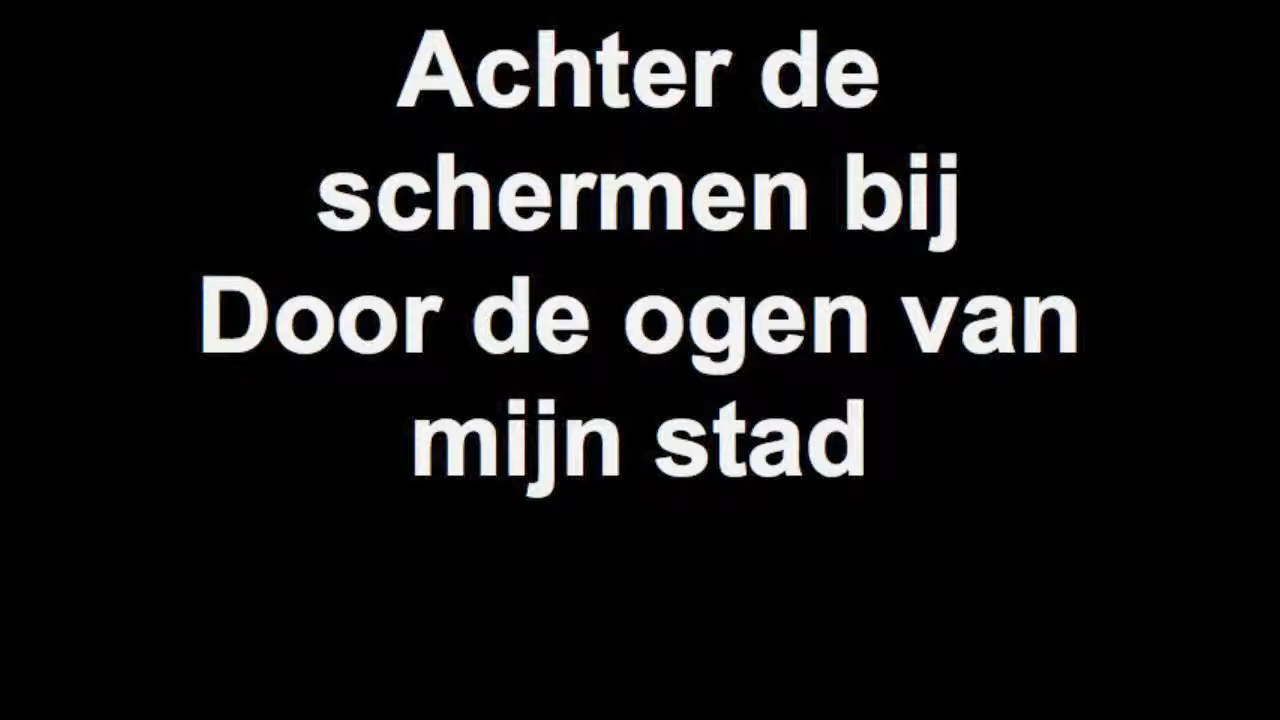 Achter de
schermen bij
Door de ogen van
mijn stad